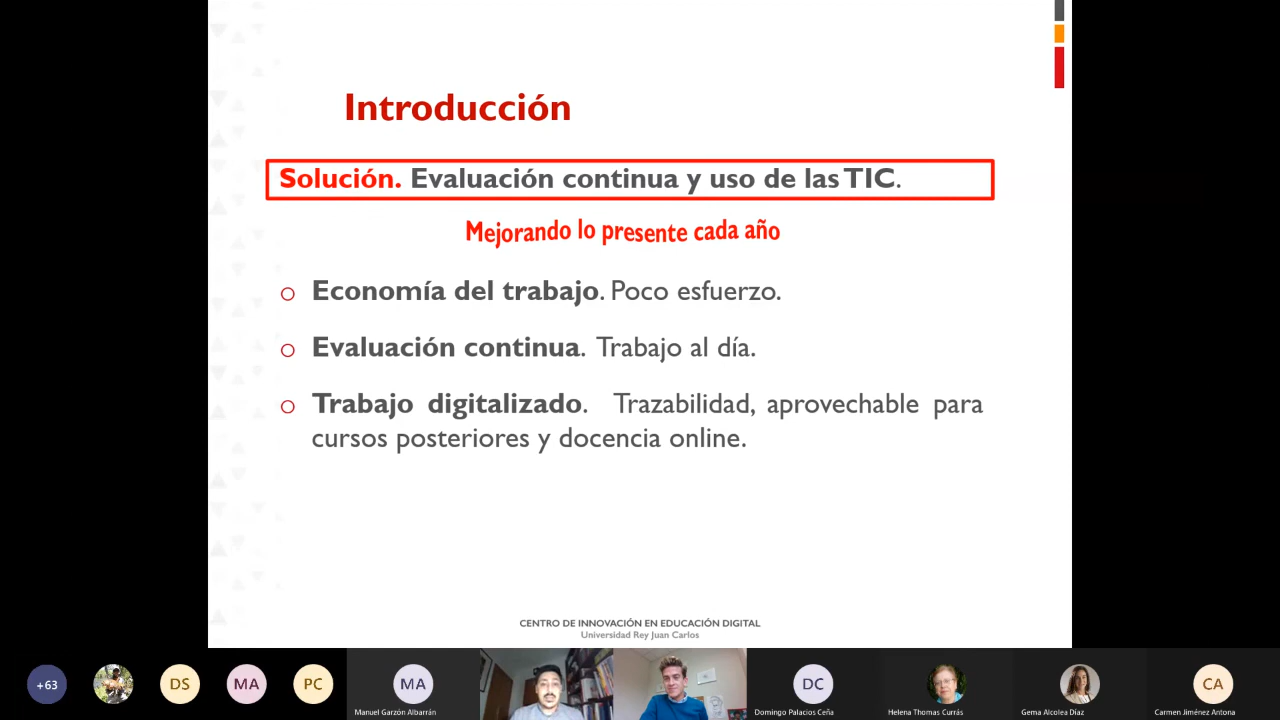 Introducción
Solución. Evaluación continua y uso de las TIC.
Mejorando lo presente cada año
Economía del trabajo. Poco esfuerzo.
Evaluación continua. Trabajo al día.
Trabajo digitalizado. Trazabilidad, aprovechable para
cursos posteriores y docencia online.
CENTRO DE INNOVACIÓN EN EDUCACIÓN DIGITAL
Universidad Rey Juan Carlos
+63
DS
MA
PC
MA
Manuel Garzón Albarrán
DC
Domingo Palacios Ceña
Helena Thomas Currás
Gema Alcolea Díaz
CA
Carmen Jiménez Antona